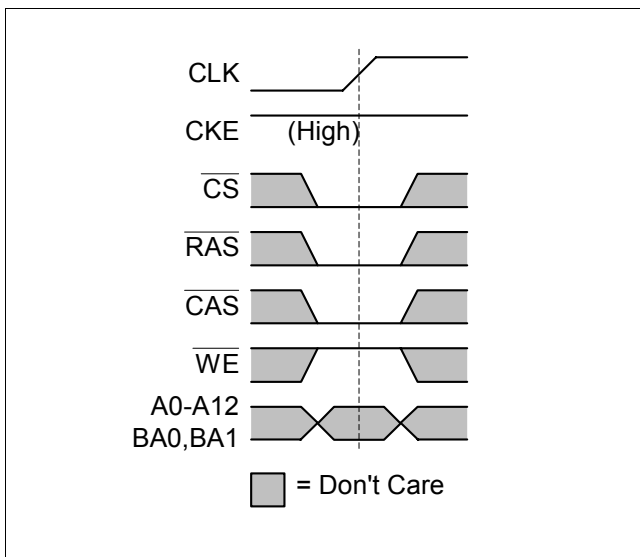 CLK
CKE (High)
CS
RAS
CAS
WE
A0-A12
BA0,BA1
= Don't Care